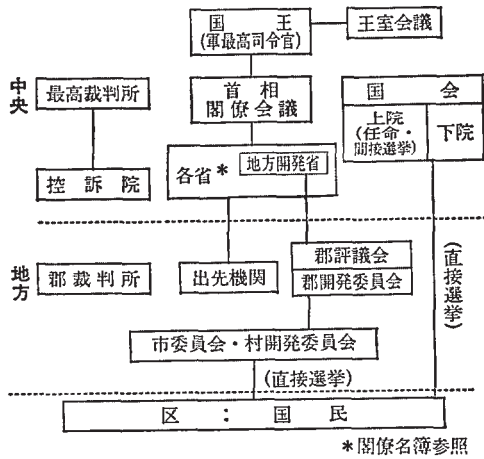 国王
(軍最高司令官)
王室会議
中央
最高裁判所
首相
閣僚会議
国会
上院
(任命・
間接選挙)
下院
控訴院
各省*
地方開発省
地方
郡裁判所
出先機関
郡評議会
郡開発委員会
(直接選挙)
市委員会・村開発委員会
(直接選挙)
区:国民
*閣僚名簿参照